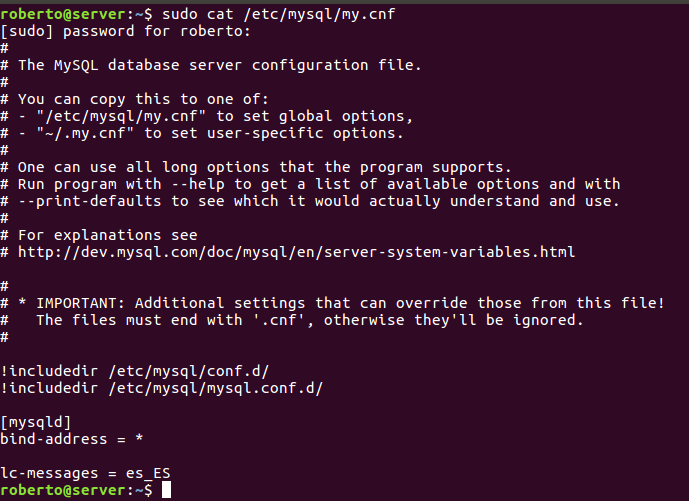 roberto@server:~$ sudo cat /etc/mysql/my.cnf
[sudo] password for roberto:
#
# The MySQL database server configuration file.
#
# You can copy this to one of:
# - "/etc/mysql/my.cnf" to set global options,
# - "~/.my.cnf" to set user-specific options.
#
# One can use all long options that the program supports.
# Run program with --help to get a list of available options and with
# --print-defaults to see which it would actually understand and use.
#
# For explanations see
# http://dev.mysql.com/doc/mysql/en/server-system-variables.html

#
# * IMPORTANT: Additional settings that can override those from this file!
#   The files must end with '.cnf', otherwise they'll be ignored.
#

!includedir /etc/mysql/conf.d/
!includedir /etc/mysql/mysql.conf.d/

[mysqld]
bind-address = *

lc-messages = es_ES
roberto@server:~$